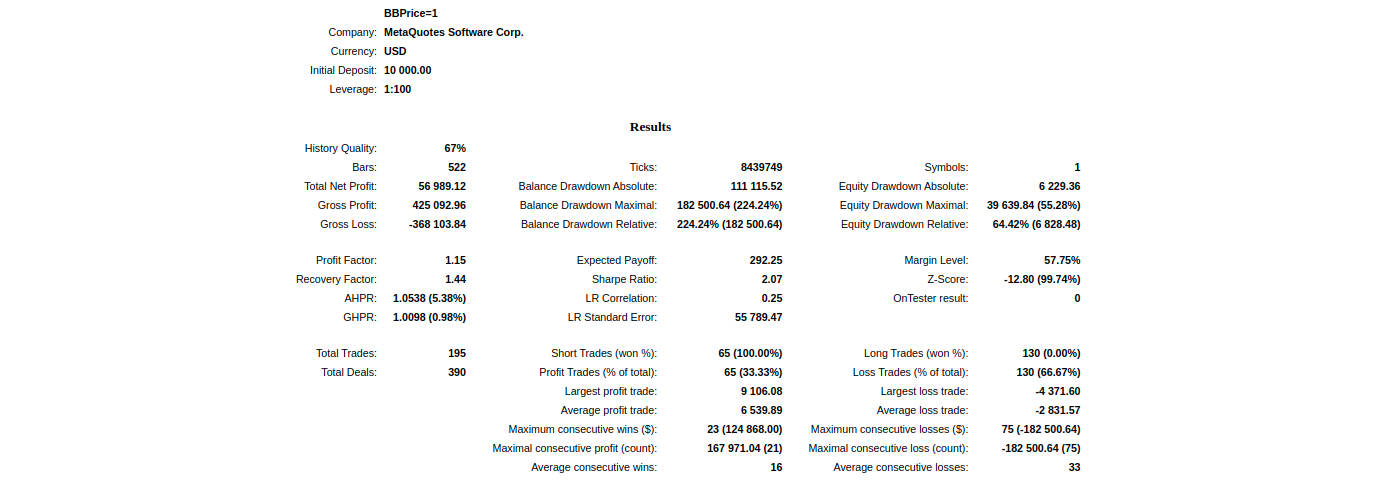 BBPrice=1
Company: MetaQuotes Software Corp.
Currency: USD
Initial Deposit: 10 000.00
Leverage: 1:100
Results
History Quality: 67%
Bars: 522 Ticks: 8439749 Symbols: 1
Total Net Profit: 56 989.12 Balance Drawdown Absolute: 111 115.52 Equity Drawdown Absolute: 6 229.36
Gross Profit: 425 092.96 Balance Drawdown Maximal: 182 500.64 (224.24%) Equity Drawdown Maximal: 39 639.84 (55.28%)
Gross Loss: -368 103.84 Balance Drawdown Relative: 224.24% (182 500.64) Equity Drawdown Relative: 64.42% (6 828.48)
Profit Factor: 1.15 Expected Payoff: 292.25 Margin Level: 57.75%
Recovery Factor: 1.44 Sharpe Ratio: 2.07 Z-Score: -12.80 (99.74%)
AHPR: 1.0538 (5.38%) LR Correlation: 0.25 OnTester result: 0
GHPR: 1.0098 (0.98%) LR Standard Error: 55 789.47
Total Trades: 195 Short Trades (won %): 65 (100.00%) Long Trades (won %): 130 (0.00%)
Total Deals: 390 Profit Trades (% of total): 65 (33.33%) Loss Trades (% of total): 130 (66.67%)
Largest profit trade: 9 106.08 Largest loss trade: -4 371.60
Average profit trade: 6 539.89 Average loss trade: -2 831.57
Maximum consecutive wins ($): 23 (124 868.00) Maximum consecutive losses ($): 75 (-182 500.64)
Maximal consecutive profit (count): 167 971.04 (21) Maximal consecutive loss (count): -182 500.64 (75)
Average consecutive wins: 16 Average consecutive losses: 33